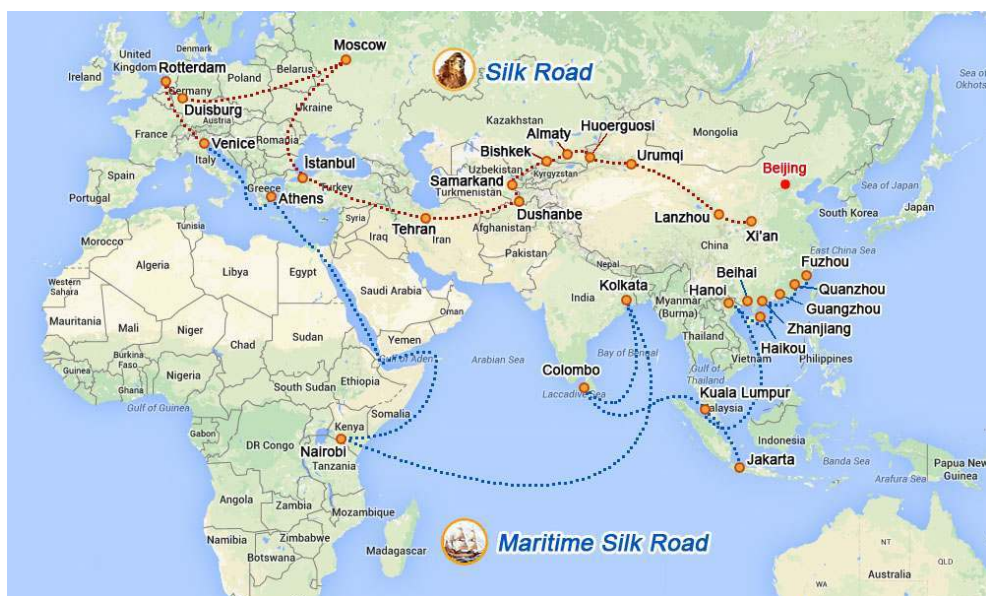 Sea of
Okhotsk
Denmark
Moscow
United
Kingdom
Rotterdam
Silk Road
Ireland
Belarus
Poland
Germany
Duisburg
Ukraine
Kazakhstan
Mongolia
Austria
Almaty
Huoerguosi
France
Venice
Romania
Bishkek
Urumqi
Italy
Uzbekistan
Kyrgyzstan
Beijing
İstanbul
Samarkand
Sea of Japan
Spain
Greece
Turkey
Turkmenistan
Portugal
Athens
Dushanbe
Lanzhou
South Korea
Japan
Tunisia
Syria
Tehran
Afghanistan
Xi'an
Morocco
Iraq
Iran
China
East China Sea
Pakistan
Fuzhou
Algeria
Libya
Egypt
Nepal
Beihai
Western
Sahara
Saudi Arabia
Kolkata
Hanoi
Quanzhou
India
Myanmar
(Burma)
Guangzhou
Oman
Mauritania
Mali
Niger
Sudan
Zhanjiang
Chad
Yemen
Thailand
Haikou
Burkina
Faso
Gulf of Aden
Arabian Sea
Bay of Bengal
Vietnam
Philippines
Guinea
Nigeria
Ethiopia
Colombo
Gulf of
Thailand
Ghana
South Sudan
Laccadive Sea
Kuala Lumpur
Gulf of Guinea
Somalia
Malaysia
Kenya
Gabon
DR Congo
Nairobi
Indonesia
Tanzania
Jakarta
Banda Sea
Papua New
Guinea
Arafura Sea
Angola
Zambia
Mozambique
Namibia
Zimbabwe
Madagascar
Maritime Silk Road
Botswana
NT
QLD
Australia
WA